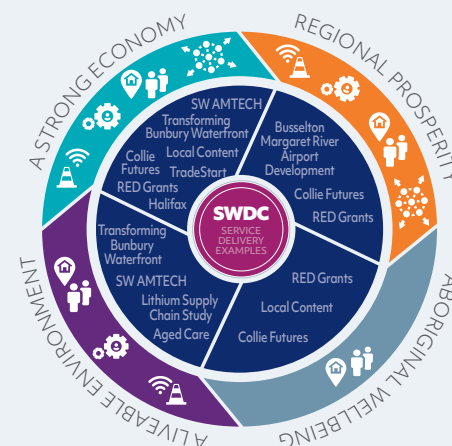 A STRONG ECONOMY
REGIONAL PROSPERITY
ABORIGINAL WELLBEING
A LIVEABLE ENVIRONMENT
SW AMTECH
Transforming
Bunbury Waterfront
Collie
Futures
Local Content
TradeStart
RED Grants
Halifax
Busselton
Margaret River
Airport
Development
Collie Futures
RED Grants
SWDC
SERVICE
DELIVERY
EXAMPLES
Transforming
Bunbury
Waterfront
SW AMTECH
Lithium Supply
Chain Study
Aged Care
RED Grants
Local Content
Collie Futures